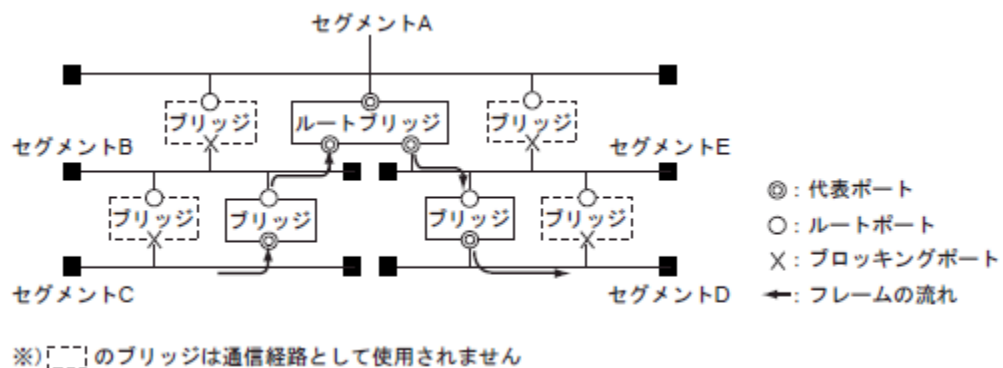 セグメントA
ブリッジ
ルートブリッジ
ブリッジ
セグメントB
セグメントE
ブリッジ
ブリッジ
ブリッジ
ブリッジ
セグメントC
セグメントD
◎：代表ポート
○：ルートポート
×：ブロッキングポート
←：フレームの流れ
※）のブリッジは通信経路として使用されません